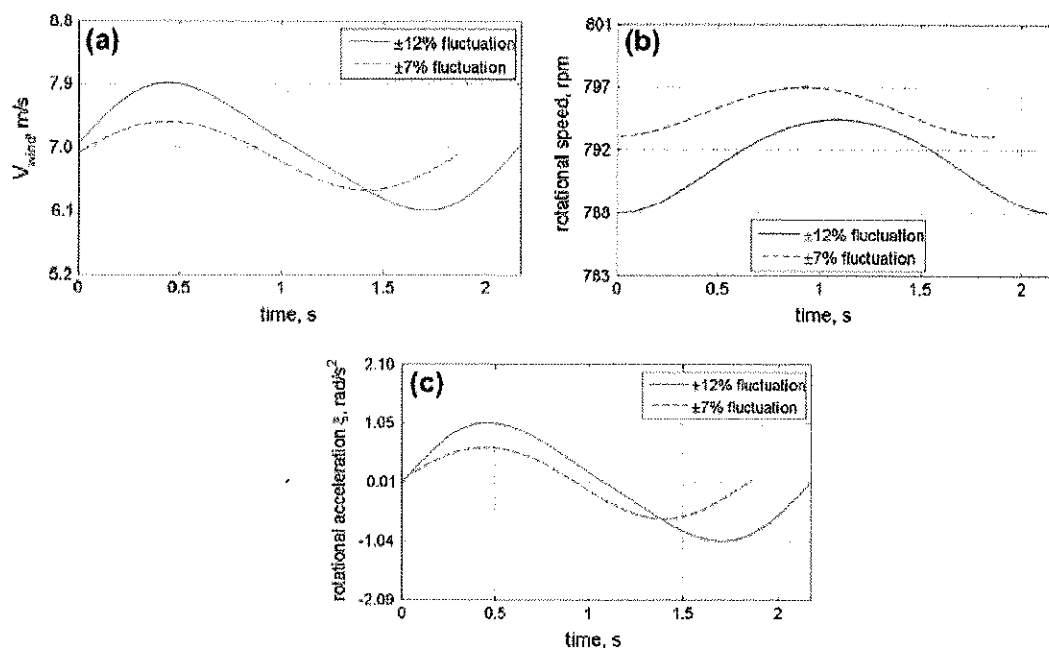 (a)
±12% fluctuation
±7% fluctuation
8.8
7.9
7.0
6.1
5.2
V_wind, m/s
0 0.5 1 1.5 2
time, s
(b)
801
797
792
788
783
rotational speed, rpm
±12% fluctuation
±7% fluctuation
0 0.5 1 1.5 2
time, s
(c)
±12% fluctuation
±7% fluctuation
2.10
1.05
0.01
-1.04
-2.09
rotational acceleration ξ, rad/s²
0 0.5 1 1.5 2
time, s